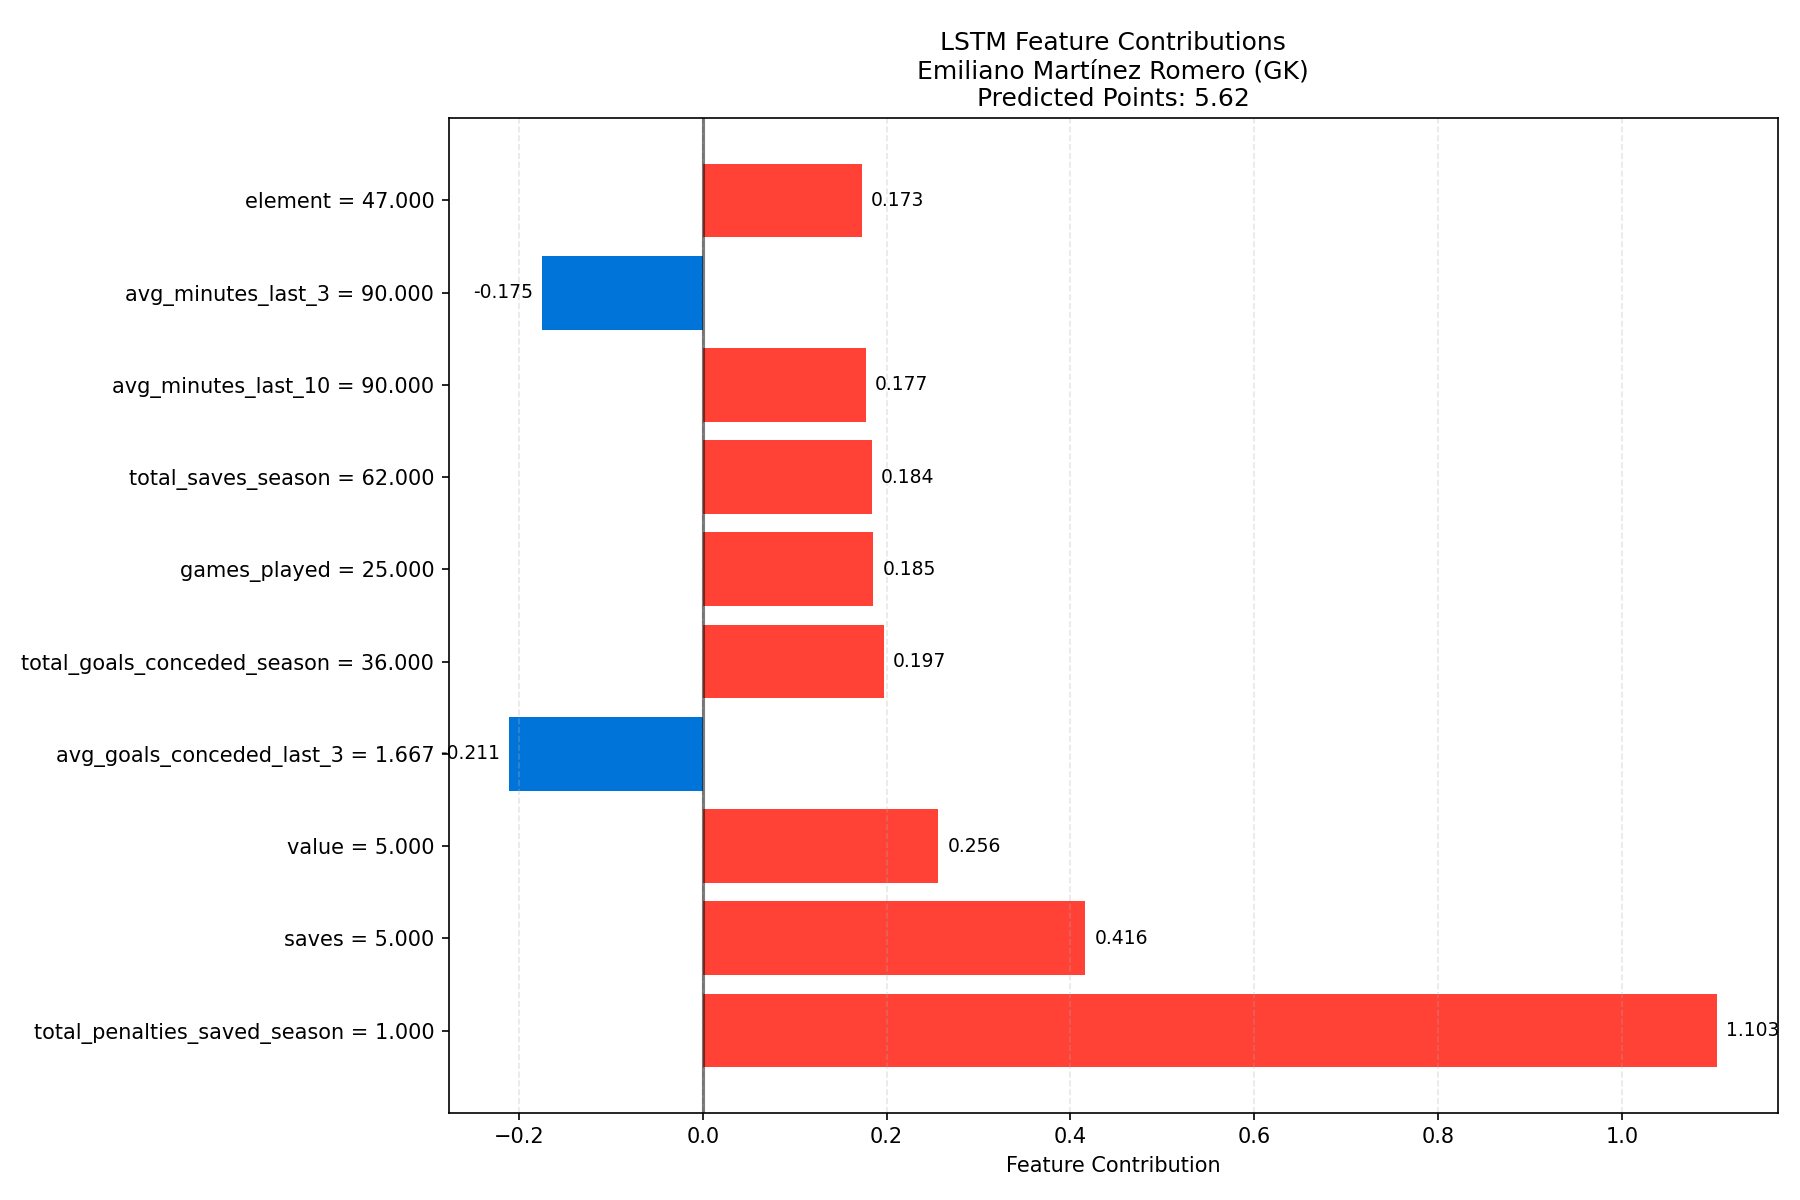 LSTM Feature Contributions
Emiliano Martínez Romero (GK)
Predicted Points: 5.62
element = 47.000
0.173
avg_minutes_last_3 = 90.000
-0.175
avg_minutes_last_10 = 90.000
0.177
total_saves_season = 62.000
0.184
games_played = 25.000
0.185
total_goals_conceded_season = 36.000
0.197
avg_goals_conceded_last_3 = 1.667
-0.211
value = 5.000
0.256
saves = 5.000
0.416
total_penalties_saved_season = 1.000
1.103
−0.2 0.0 0.2 0.4 0.6 0.8 1.0
Feature Contribution